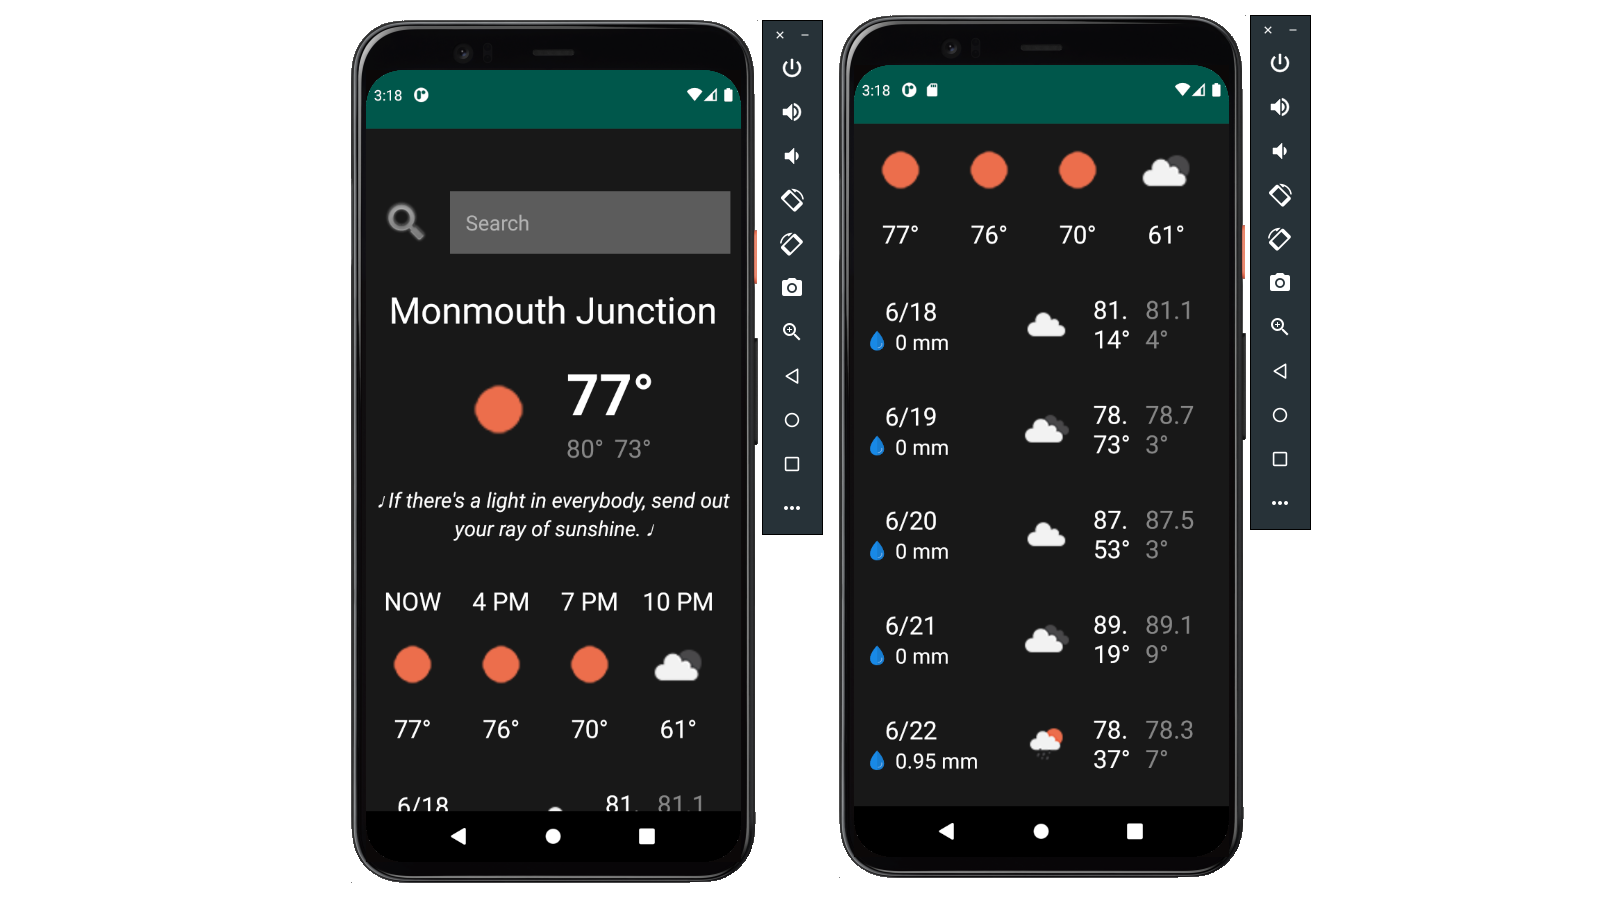 3:18
Search
Monmouth Junction
77°
80° 73°
♩If there's a light in everybody, send out
your ray of sunshine. ♩
NOW 4 PM 7 PM 10 PM
77° 76° 70° 61°
6/18 81. 81.1
3:18
77° 76° 70° 61°
6/18 81. 81.1
0 mm 14° 4°
6/19 78. 78.7
0 mm 73° 3°
6/20 87. 87.5
0 mm 53° 3°
6/21 89. 89.1
0 mm 19° 9°
6/22 78. 78.3
0.95 mm 37° 7°